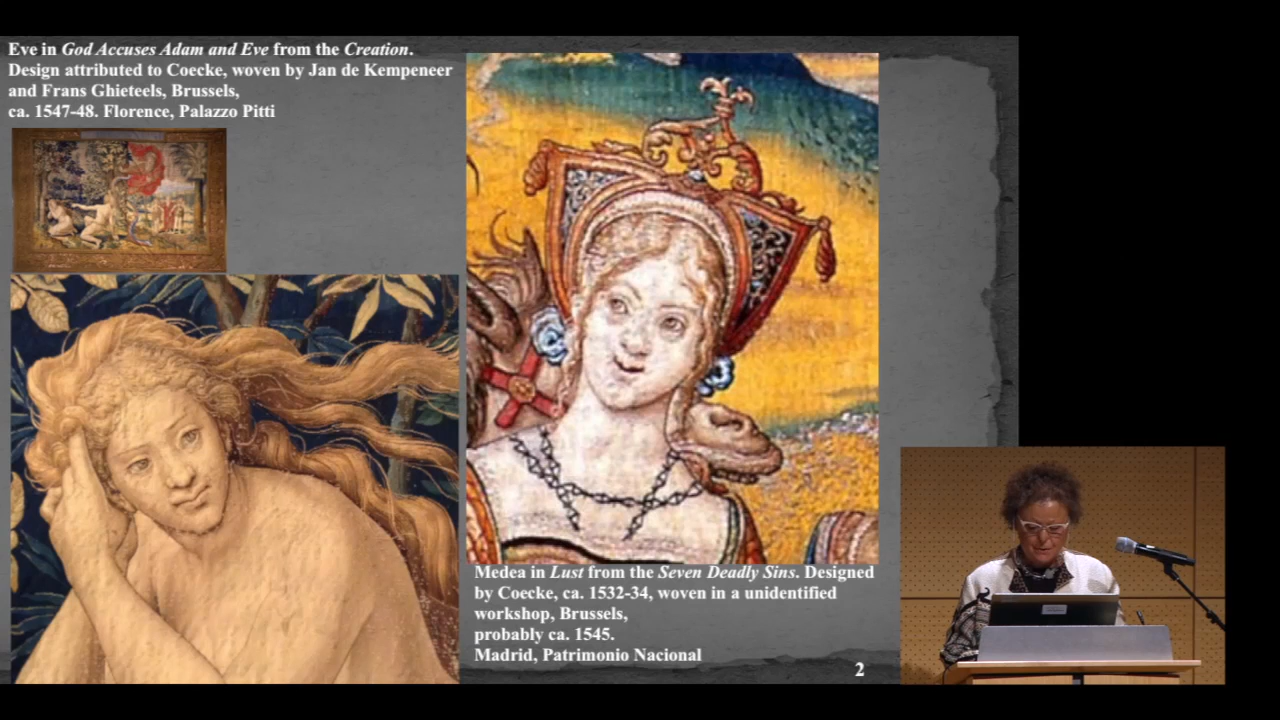 Eve in God Accuses Adam and Eve from the Creation.
Design attributed to Coecke, woven by Jan de Kempeneer
and Frans Ghieteels, Brussels,
ca. 1547-48. Florence, Palazzo Pitti
Medea in Lust from the Seven Deadly Sins. Designed
by Coecke, ca. 1532-34, woven in a unidentified
workshop, Brussels,
probably ca. 1545.
Madrid, Patrimonio Nacional
2